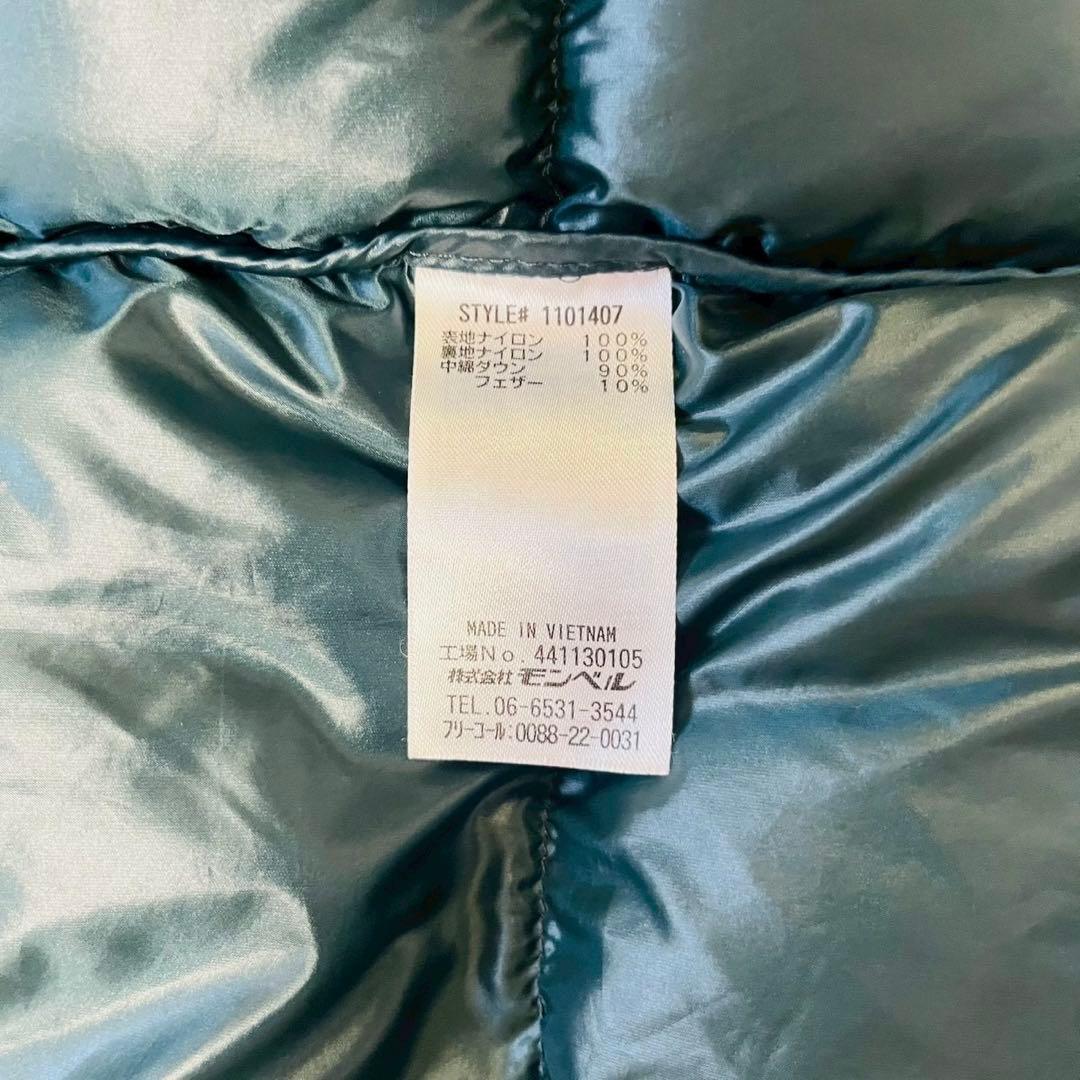 STYLE# 1101407
表地ナイロン 100%
裏地ナイロン 100%
中綿ダウン 90%
フェザー 10%
MADE IN VIETNAM
工場No. 441130105
株式会社 モンベル
TEL.06-6531-3544
フリーコール:0088-22-0031